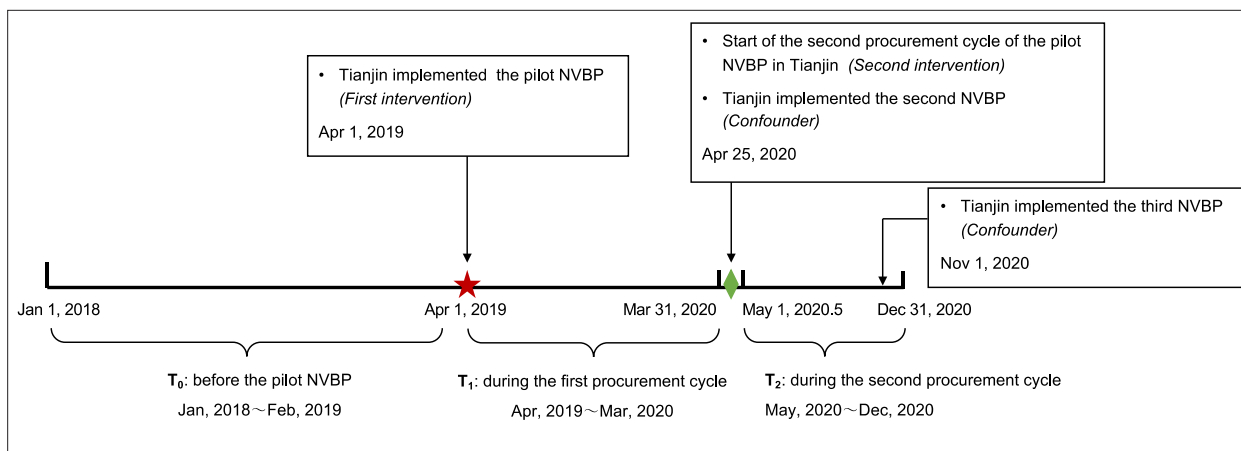 • Tianjin implemented the pilot NVBP
(First intervention)
Apr 1, 2019
• Start of the second procurement cycle of the pilot
NVBP in Tianjin (Second intervention)
• Tianjin implemented the second NVBP
(Confounder)
Apr 25, 2020
• Tianjin implemented the third NVBP
(Confounder)
Nov 1, 2020
Jan 1, 2018
Apr 1, 2019
Mar 31, 2020
May 1, 2020.5
Dec 31, 2020
T₀: before the pilot NVBP
Jan, 2018～Feb, 2019
T₁: during the first procurement cycle
Apr, 2019～Mar, 2020
T₂: during the second procurement cycle
May, 2020～Dec, 2020